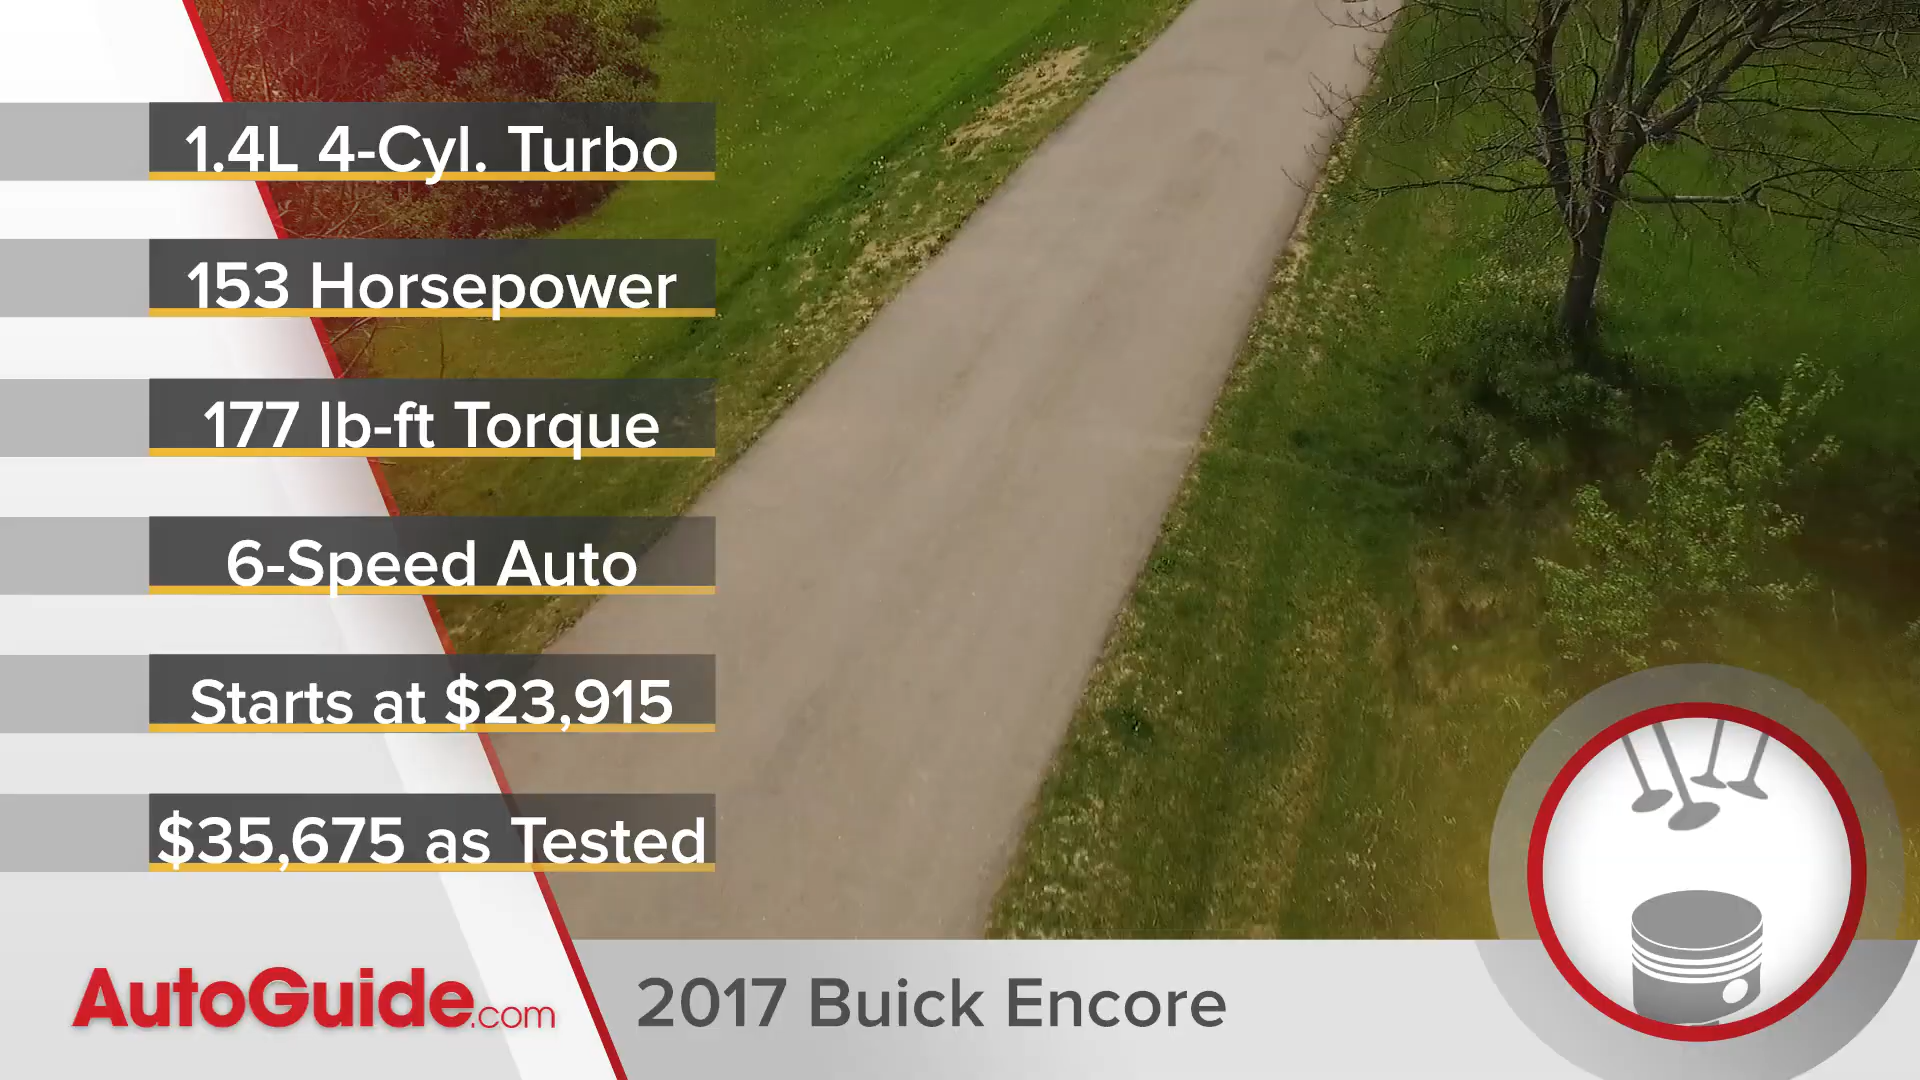 1.4L 4-Cyl. Turbo
153 Horsepower
177 lb-ft Torque
6-Speed Auto
Starts at $23,915
$35,675 as Tested
AutoGuide.com
2017 Buick Encore